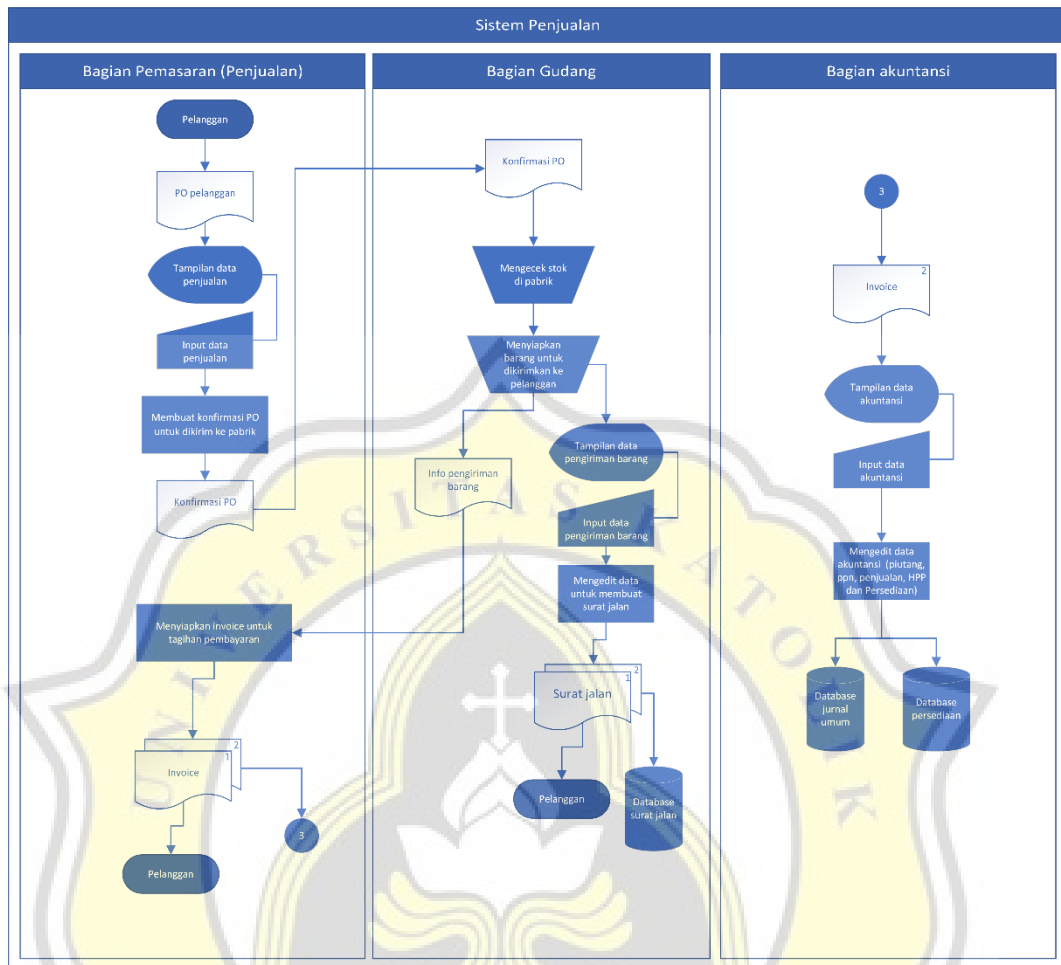 Sistem Penjualan
Bagian Pemasaran (Penjualan)
Pelanggan
PO pelanggan
Tampilan data
penjualan
Input data
penjualan
Membuat konfirmasi PO
untuk dikirim ke pabrik
Konfirmasi PO
Menyiapkan invoice untuk
tagihan pembayaran
2
1
Invoice
3
Pelanggan
Bagian Gudang
Konfirmasi PO
Mengecek stok
di pabrik
Menyiapkan
barang untuk
dikirimkan ke
pelanggan
Info pengiriman
barang
Tampilan data
pengiriman barang
Input data
pengiriman barang
Mengedit data
untuk membuat
surat jalan
2
1
Surat jalan
Pelanggan
Database
surat jalan
Bagian akuntansi
3
2
Invoice
Tampilan data
akuntansi
Input data
akuntansi
Mengedit data
akuntansi (piutang,
ppn, penjualan, HPP
dan Persediaan)
Database
jurnal
umum
Database
persediaan
UNIVERSITAS KATOLIK